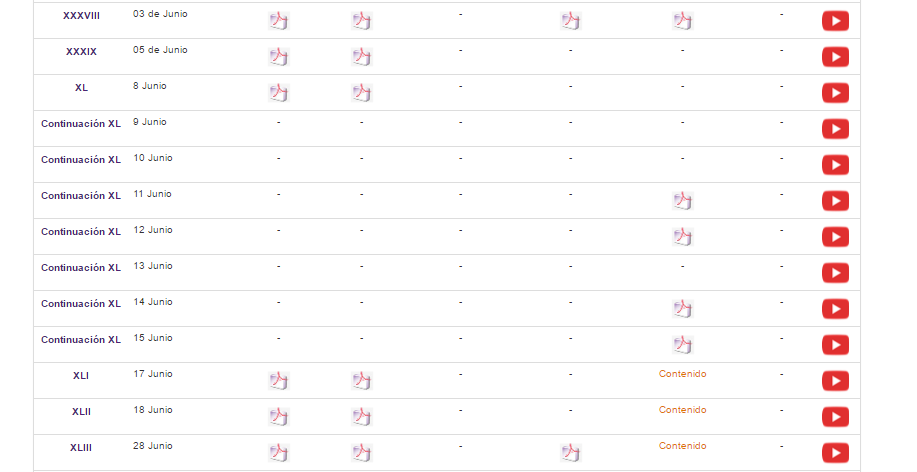 XXXVIII 03 de Junio - -
XXXIX 05 de Junio - - - -
XL 8 Junio - - - -
Continuación XL 9 Junio - - - - - -
Continuación XL 10 Junio - - - - - -
Continuación XL 11 Junio - - - - -
Continuación XL 12 Junio - - - - -
Continuación XL 13 Junio - - - - - -
Continuación XL 14 Junio - - - - -
Continuación XL 15 Junio - - - - -
XLI 17 Junio - - Contenido -
XLII 18 Junio - - Contenido -
XLIII 28 Junio - Contenido -